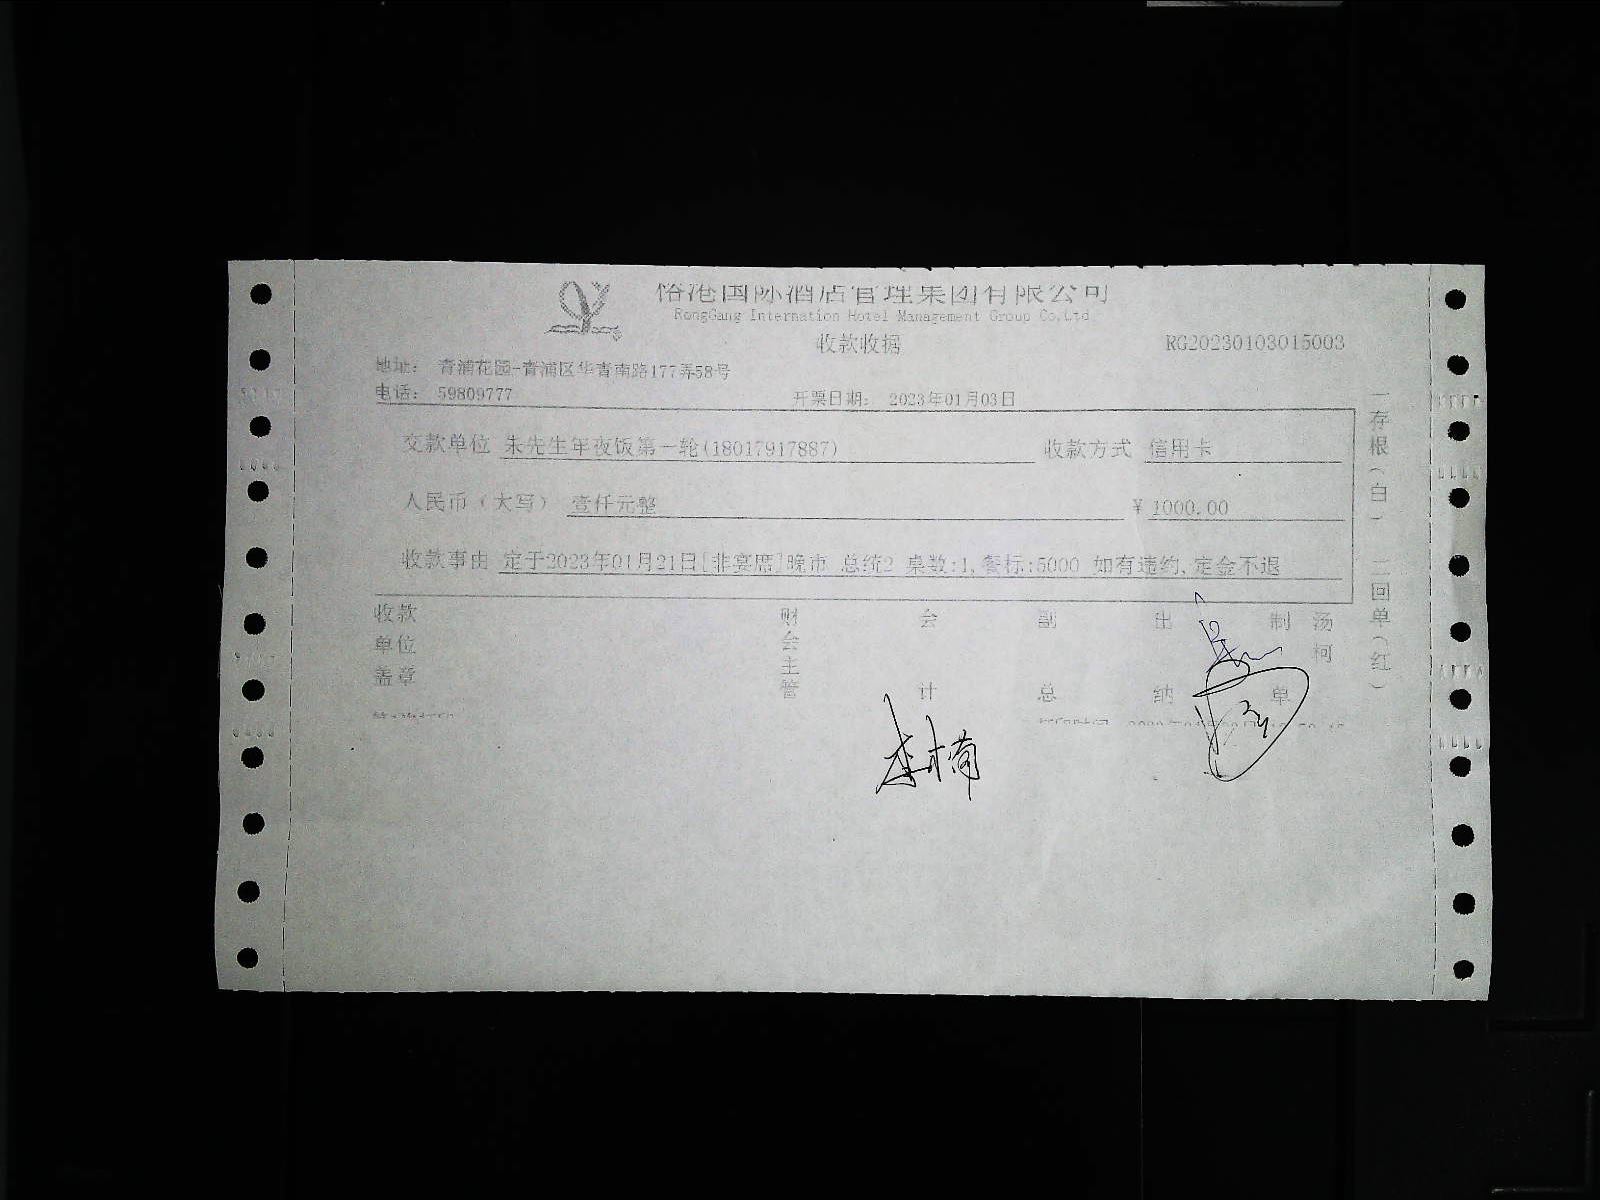 国际酒店管理集团有限公司
RongGang Internation Hotel Management Group Co.Ltd
收款收据
RG20230103015003
地址： 青浦花园-青浦区华青南路177弄58号
电话： 59809777 开票日期： 2023年01月03日
交款单位 朱先生年夜饭第一轮(18017917887) 收款方式 信用卡
人民币（大写） 壹仟元整 ¥ 1000.00
收款事由 定于2023年01月21日[非宴席]晚市 总统2 桌数:1,餐标:5000 如有违约,定金不退
收款单位盖章 财会主管 会计 副总 出纳 制单 汤柯
一存根（白） 二回单（红）
李楠